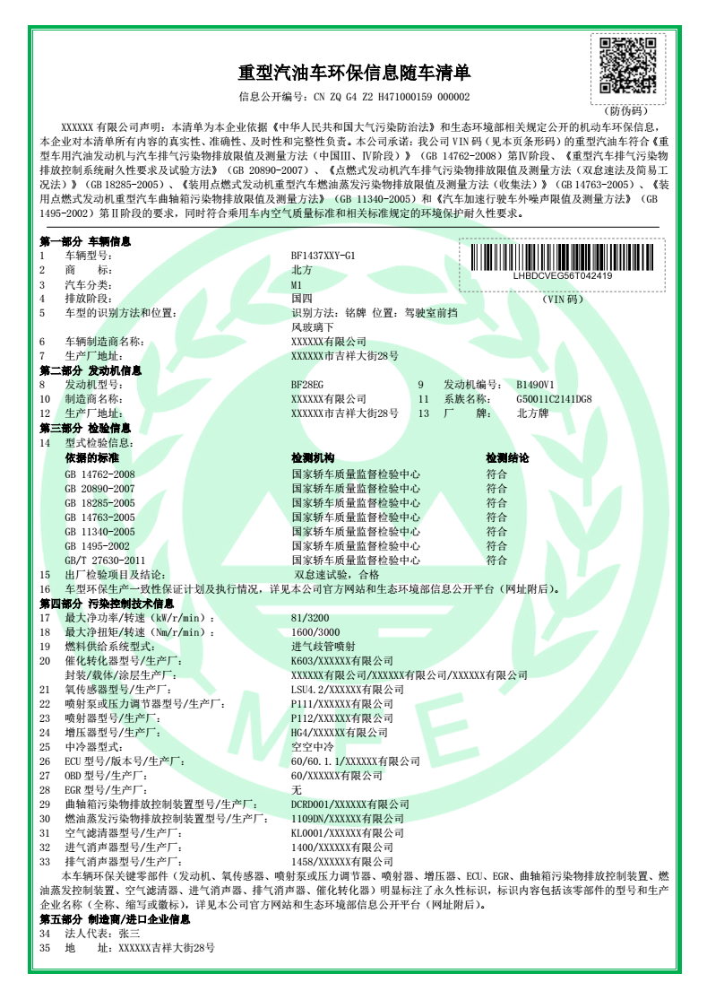 重型汽油车环保信息随车清单
信息公开编号: CN ZQ G4 Z2 H471000159 000002
(防伪码)
XXXXXX 有限公司声明: 本清单为本企业依据《中华人民共和国大气污染防治法》和生态环境部相关规定公开的机动车环保信息,
本企业对本清单所有内容的真实性、准确性、及时性和完整性负责。本公司承诺: 我公司 VIN 码 (见本页条形码) 的重型汽油车符合《重
型车用汽油发动机与汽车排气污染物排放限值及测量方法 (中国Ⅲ、Ⅳ阶段) 》 (GB 14762-2008) 第Ⅳ阶段、《重型汽车排气污染物
排放控制系统耐久性要求及试验方法》 (GB 20890-2007) 、《点燃式发动机汽车排气污染物排放限值及测量方法 (双怠速法及简易工
况法) 》 (GB 18285-2005) 、《装用点燃式发动机重型汽车燃油蒸发污染物排放限值及测量方法 (收集法) 》 (GB 14763-2005) 、《装
用点燃式发动机重型汽车曲轴箱污染物排放限值及测量方法》 (GB 11340-2005) 和《汽车加速行驶车外噪声限值及测量方法》 (GB
1495-2002) 第Ⅱ阶段的要求, 同时符合乘用车内空气质量标准和相关标准规定的环境保护耐久性要求。
第一部分 车辆信息
1 车辆型号: BF1437XXY-G1
LHBDCVEG56T042419
2 商 标: 北方
3 汽车分类: M1
4 排放阶段: 国四
(VIN 码)
5 车型的识别方法和位置: 识别方法: 铭牌 位置: 驾驶室前挡
风玻璃下
6 车辆制造商名称: XXXXXX有限公司
7 生产厂地址: XXXXXX市吉祥大街28号
第二部分 发动机信息
8 发动机型号: BF28EG 9 发动机编号: B1490V1
10 制造商名称: XXXXXX有限公司 11 系族名称: G50011C2141DG8
12 生产厂地址: XXXXXX市吉祥大街28号 13 厂 牌: 北方牌
第三部分 检验信息
14 型式检验信息:
依据的标准 检测机构 检测结论
GB 14762-2008 国家轿车质量监督检验中心 符合
GB 20890-2007 国家轿车质量监督检验中心 符合
GB 18285-2005 国家轿车质量监督检验中心 符合
GB 14763-2005 国家轿车质量监督检验中心 符合
GB 11340-2005 国家轿车质量监督检验中心 符合
GB 1495-2002 国家轿车质量监督检验中心 符合
GB/T 27630-2011 国家轿车质量监督检验中心 符合
15 出厂检验项目及结论: 双怠速试验, 合格
16 车型环保生产一致性保证计划及执行情况, 详见本公司官方网站和生态环境部信息公开平台 (网址附后)。
第四部分 污染控制技术信息
17 最大净功率/转速 (kW/r/min) : 81/3200
18 最大净扭矩/转速 (Nm/r/min) : 1600/3000
19 燃料供给系统型式: 进气歧管喷射
20 催化转化器型号/生产厂: K603/XXXXXX有限公司
封装/载体/涂层生产厂: XXXXXX有限公司/XXXXXX有限公司/XXXXXX有限公司
21 氧传感器型号/生产厂: LSU4.2/XXXXXX有限公司
22 喷射泵或压力调节器型号/生产厂: P111/XXXXXX有限公司
23 喷射器型号/生产厂: P112/XXXXXX有限公司
24 增压器型号/生产厂: HG4/XXXXXX有限公司
25 中冷器型式: 空空中冷
26 ECU 型号/版本号/生产厂: 60/60.1.1/XXXXXX有限公司
27 OBD 型号/生产厂: 60/XXXXXX有限公司
28 EGR 型号/生产厂: 无
29 曲轴箱污染物排放控制装置型号/生产厂: DCRD001/XXXXXX有限公司
30 燃油蒸发污染物排放控制装置型号/生产厂: 1109DN/XXXXXX有限公司
31 空气滤清器型号/生产厂: KL0001/XXXXXX有限公司
32 进气消声器型号/生产厂: 1400/XXXXXX有限公司
33 排气消声器型号/生产厂: 1458/XXXXXX有限公司
MEE
本车辆环保关键零部件 (发动机、氧传感器、喷射泵或压力调节器、喷射器、增压器、ECU、EGR、曲轴箱污染物排放控制装置、燃
油蒸发控制装置、空气滤清器、进气消声器、排气消声器、催化转化器) 明显标注了永久性标识, 标识内容包括该零部件的型号和生产
企业名称 (全称、缩写或徽标), 详见本公司官方网站和生态环境部信息公开平台 (网址附后)。
第五部分 制造商/进口企业信息
34 法人代表: 张三
35 地 址: XXXXXX吉祥大街28号